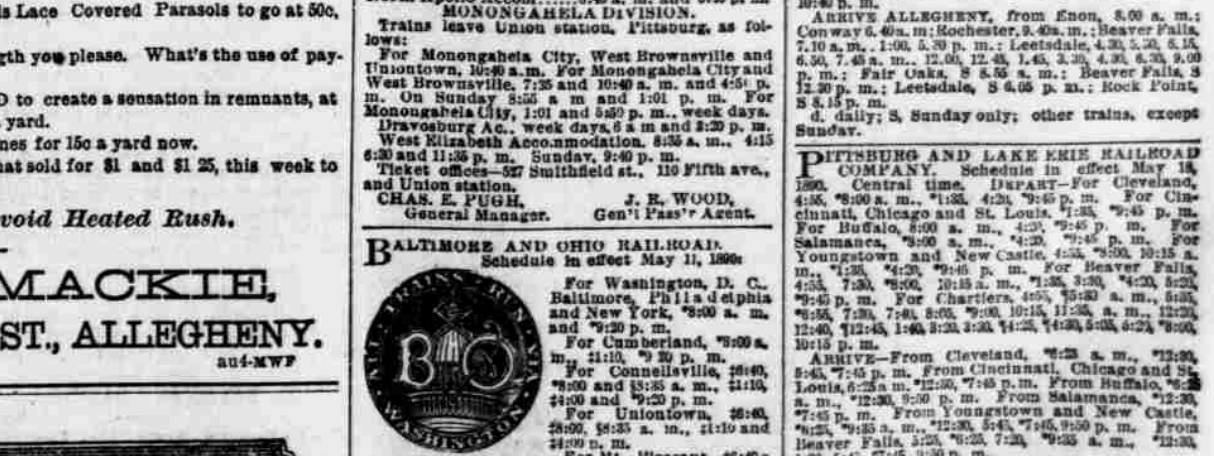 is Lace Covered Parasols to go at 50c,
gth you please. What's the use of pay-
D to create a sensation in remnants, at
yard.
nes for 15c a yard now.
hat sold for $1 and $1 25, this week to
void Heated Rush.
MACKIE,
ST., ALLEGHENY.
au4-MWF
MONONGAHELA DIVISION.
Trains leave Union station, Pittsburg, as fol-
lows:
For Monongahela City, West Brownsville and
Uniontown, 10:40 a. m. For Monongahela City and
West Brownsville, 7:35 and 10:40 a. m. and 4:50 p.
m. On Sunday 8:55 a m and 1:01 p. m. For
Monongahela City, 1:01 and 5:50 p. m., week days.
Dravosburg Ac., week days, 6 a m and 3:20 p. m.
West Elizabeth Accommodation, 8:35 a. m., 4:15
6:30 and 11:35 p. m. Sunday, 9:40 p. m.
Ticket offices—527 Smithfield st., 110 Fifth ave.,
and Union station.
CHAS. E. PUGH, J. R. WOOD,
General Manager. Gen'l Pass'r Agent.
BALTIMORE AND OHIO RAILROAD.
Schedule in effect May 11, 1890:
ALL TRAINS RUN VIA WASHINGTON
B O
For Washington, D. C.,
Baltimore, Philadelphia
and New York, *8:00 a. m.
and *9:20 p. m.
For Cumberland, *8:00 a.
m., ‡1:10, *9 20 p. m.
For Connellsville, ‡6:40,
*8:00 and §8:35 a. m., ‡1:10,
‡4:00 and *9:20 p. m.
For Uniontown, ‡6:40,
‡8:00, §8:35 a. m., ‡1:10 and
‡4:00 p. m.
10:40 p. m.
ARRIVE ALLEGHENY, from Enon, 8.00 a. m.;
Conway 6.40 a. m; Rochester, 9.40 a. m.; Beaver Falls,
7.10 a. m., 1:00, 5.30 p. m.; Leetsdale, 4.30, 5.30, 6.15,
6.50, 7.45 a. m., 12.00, 12.45, 1.45, 3.30, 4.30, 6.30, 9.00
p. m.; Fair Oaks, S 8.55 a. m.; Beaver Falls, S
12.30 p. m.; Leetsdale, S 6.05 p. m.; Rock Point,
S 8.15 p. m.
d. daily; S, Sunday only; other trains, except
Sunday.
PITTSBURG AND LAKE ERIE RAILROAD
COMPANY. Schedule in effect May 18,
1890. Central time. DEPART—For Cleveland,
4:55, *8:00 a. m., *1:35, 4:20, *9:45 p. m. For Cin-
cinnati, Chicago and St. Louis, *1:35, *9:45 p. m.
For Buffalo, 8:00 a. m., 4:20, *9:45 p. m. For
Salamanca, *8:00 a. m., *4:20, *9:45 p. m. For
Youngstown and New Castle, 4:55, *8:00, 10:15 a.
m., *1:35, *4:20, *9:45 p. m. For Beaver Falls,
4:55, 7:30, *8:00, 10:15 a. m., *1:35, 3:30, *4:20, 5:20,
*9:45 p. m. For Chartiers, 4:55, ¶5:30 a. m., 5:35,
*6:55, 7:30, 7:40, 8:05, *9:00, 10:15, 11:35, a. m., 12:20,
12:40, ¶12:45, 1:40, 3:20, 3:30, ¶4:25, ¶4:30, 5:05, 5:20, *8:00,
10:15 p. m.
ARRIVE—From Cleveland, *6:25 a. m., *12:30,
5:45, *7:45 p. m. From Cincinnati, Chicago and St.
Louis, 6:25 a m. *12:30, *7:45 p. m. From Buffalo, *6:25
a. m., *12:30, 9:50 p. m. From Salamanca, *12:30,
*7:45 p. m. From Youngstown and New Castle,
*6:25, *9:35 a. m., *12:30, 5:45, *7:45, 9:50 p. m. From
Beaver Falls, 5:25, *6:25, 7:20, *9:35 a. m., *12:30,